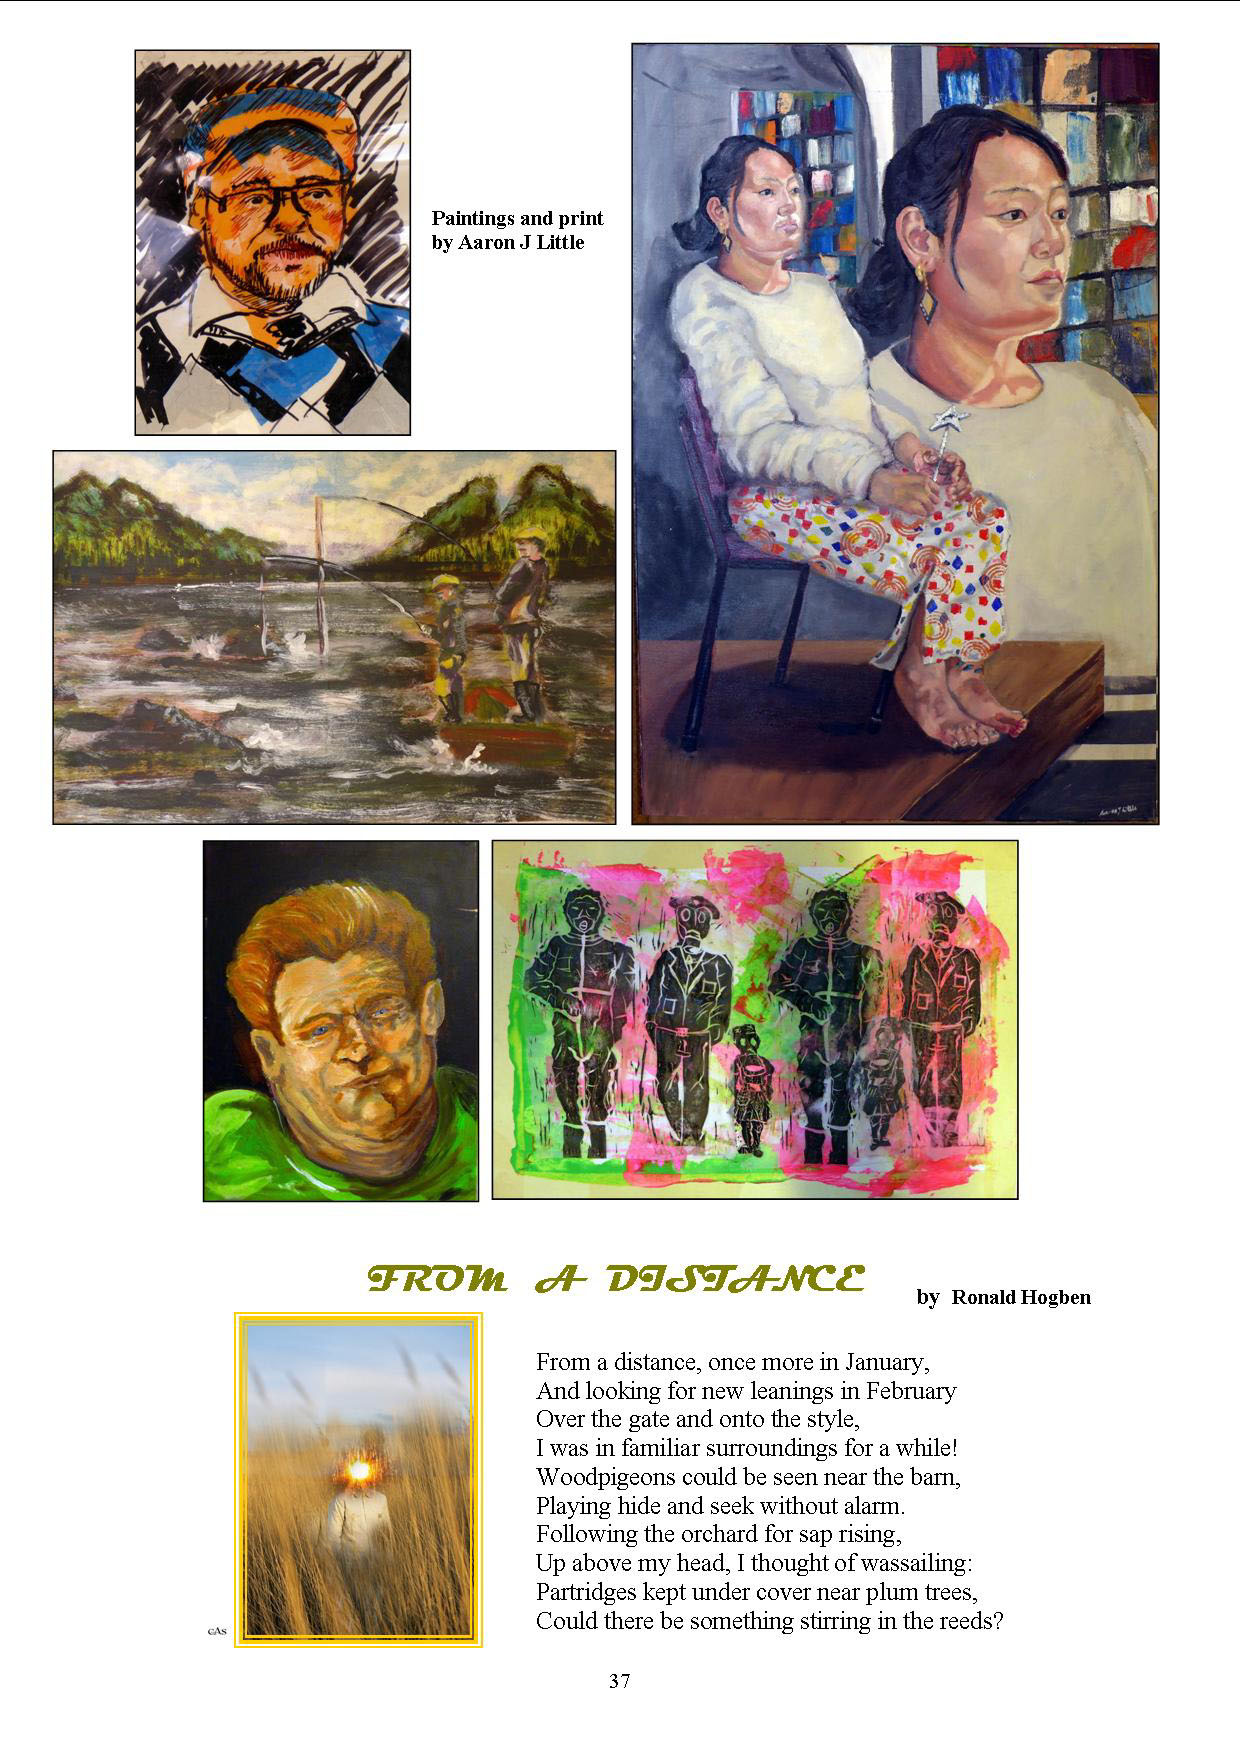 Paintings and print
by Aaron J Little
FROM A DISTANCE
by Ronald Hogben
From a distance, once more in January,
And looking for new leanings in February
Over the gate and onto the style,
I was in familiar surroundings for a while!
Woodpigeons could be seen near the barn,
Playing hide and seek without alarm.
Following the orchard for sap rising,
Up above my head, I thought of wassailing:
Partridges kept under cover near plum trees,
Could there be something stirring in the reeds?
GAS
37